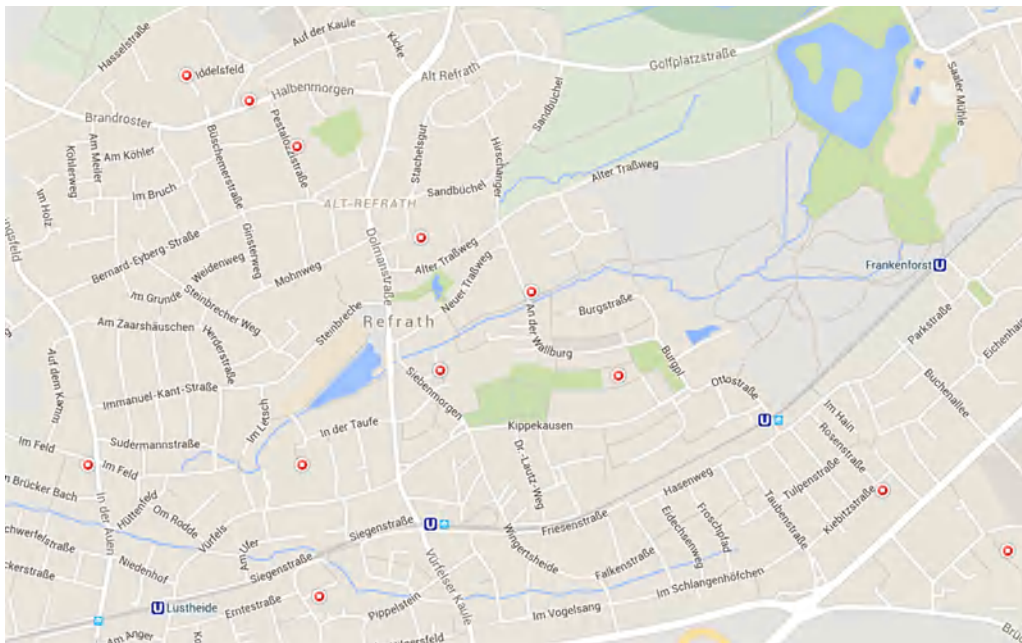 Hasselstraße
Iddelsfeld
Auf der Kaule
Kicke
Alt Refrath
Golfplatzstraße
Saaler Mühle
Halbenmorgen
Brandroster
Sandbüchel
Köhlerweg
Am Meiler
Am Köhler
Pestalozzistraße
Büschemerstraße
Stachelsgut
Hirschanger
Alter Traßweg
Im Bruch
Sandbüchel
Im Holz
ALT-REFRATH
Ginsterweg
Dolmanstraße
Bernard-Eyberg-Straße
Weidenweg
Mohnweg
Alter Traßweg
Neuer Traßweg
Frankenforst
U
Im Grunde
Steinbrecher Weg
Steinbreche
Refrath
Burgstraße
An der Wallburg
Parkstraße
Am Zaarshäuschen
Herderstraße
Burgpl
Auf dem Kamm
Immanuel-Kant-Straße
Siebenmorgen
Ottostraße
Buchenallee
Im Letsch
In der Taufe
Kippekausen
U
Im Hain
Rosenstraße
Sudermannstraße
Im Feld
Im Feld
Dr.-Lautz-Weg
Hasenweg
Tulpenstraße
Kiebitzstraße
Taubenstraße
Brücker Bach
In der Auen
Hüttenfeld
Om Rodde
Vürfels
Siegenstraße
U
Friesenstraße
Wingertsheide
Eidechsenweg
Froschpfad
Niedenhof
Am Ufer
Siegenstraße
Vürfelser Kaule
Falkenstraße
Im Schlangenhöfchen
U Lustheide
Erntestraße
Pippelstein
Im Vogelsang
Am Anger